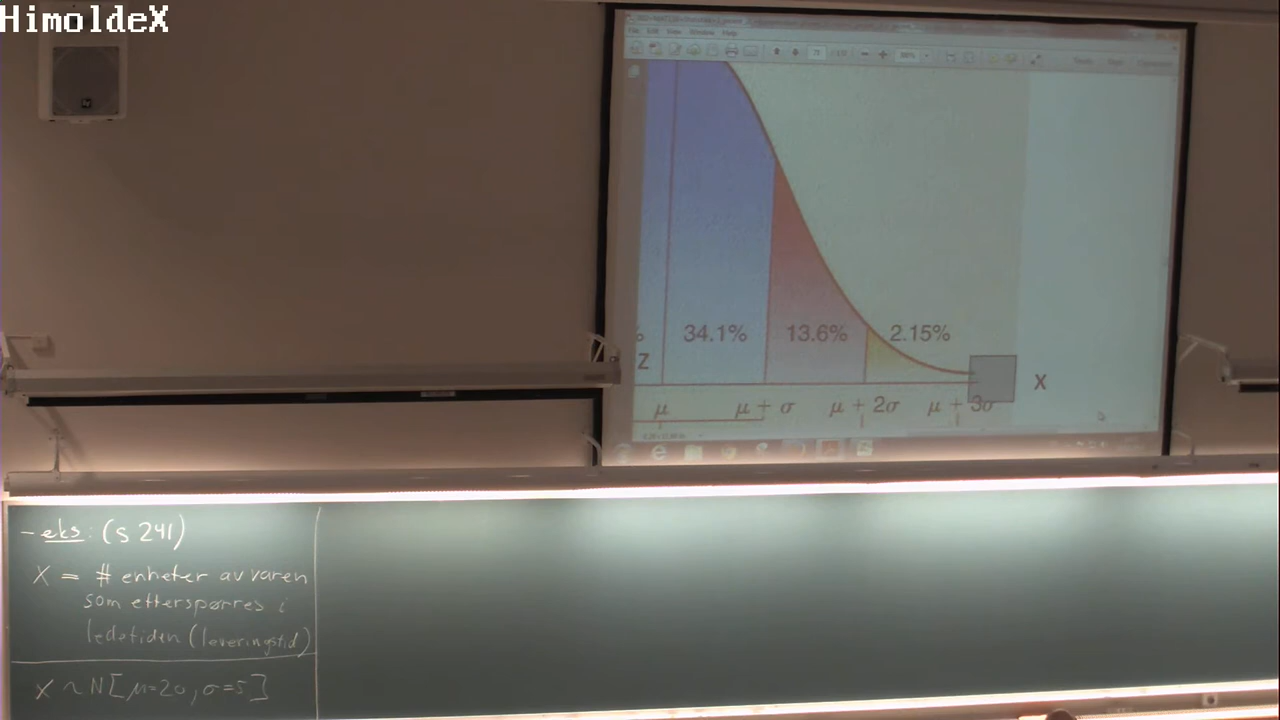 HimoldeX
34.1% 13.6% 2.15%
Z
X
μ μ + σ μ + 2σ μ + 3σ
- eks: (s 241)
X = # enheter av varen
som etterspørres i
ledetiden (leveringstid)
X ~ N[μ=20, σ=5]